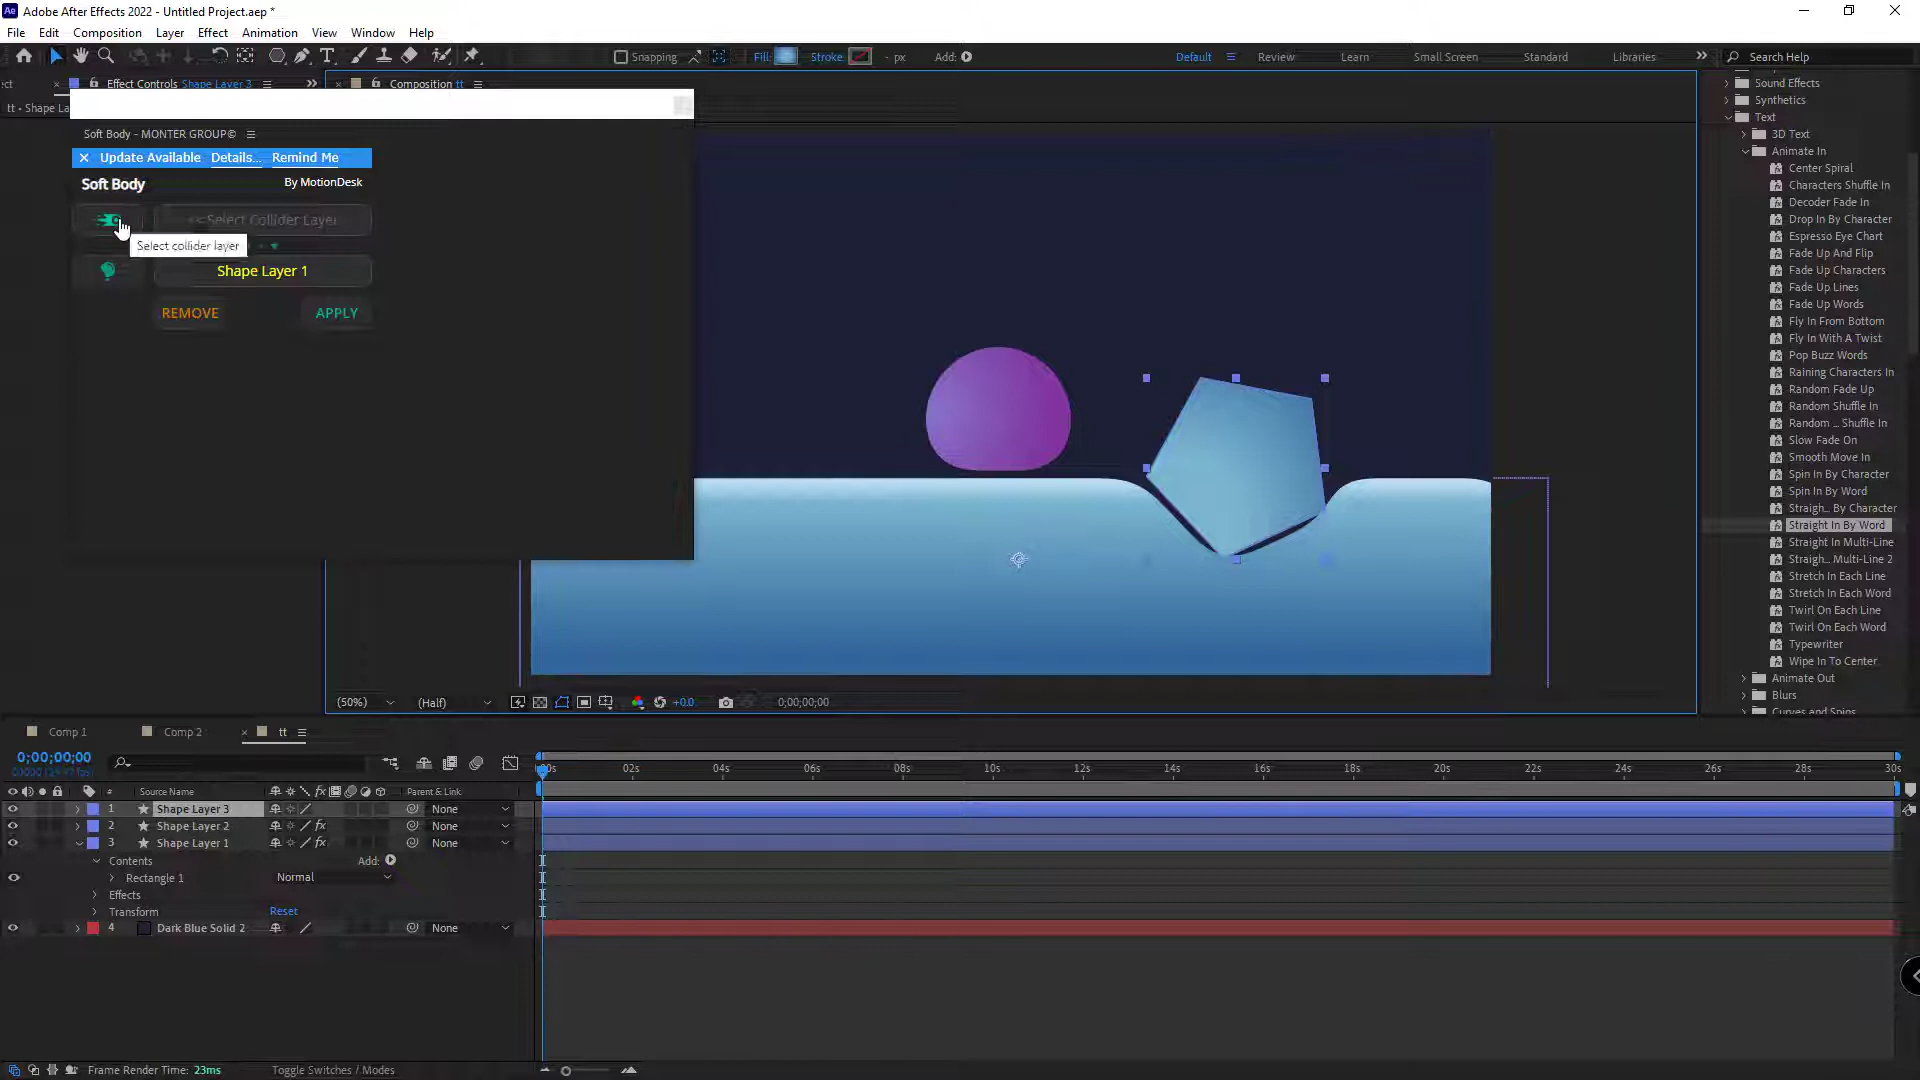 Ae Adobe After Effects 2022 - Untitled Project.aep *
File Edit Composition Layer Effect Animation View Window Help
Snapping Fill: Stroke - px Add: Default Review Learn Small Screen Standard Libraries Search Help
ct Effect Controls Shape Layer 3 Composition tt
tt - Shape La
Soft Body - MONTER GROUP©
Update Available Details... Remind Me
Soft Body By MotionDesk
<< Select Collider Layer
Select collider layer
Shape Layer 1
REMOVE APPLY
Sound Effects
Synthetics
Text
3D Text
Animate In
Center Spiral
Characters Shuffle In
Decoder Fade In
Drop In By Character
Espresso Eye Chart
Fade Up And Flip
Fade Up Characters
Fade Up Lines
Fade Up Words
Fly In From Bottom
Fly In With A Twist
Pop Buzz Words
Raining Characters In
Random Fade Up
Random Shuffle In
Random ... Shuffle In
Slow Fade On
Smooth Move In
Spin In By Character
Spin In By Word
Straigh... By Character
Straight In By Word
Straight In Multi-Line
Straigh... Multi-Line 2
Stretch In Each Line
Stretch In Each Word
Twirl On Each Line
Twirl On Each Word
Typewriter
Wipe In To Center
Animate Out
Blurs
Curves and Spins
(50%) (Half) +0.0 0;00;00;00
Comp 1 Comp 2 tt
0;00;00;00
# Source Name fx Parent & Link
:00s 02s 04s 06s 08s 10s 12s 14s 16s 18s 20s 22s 24s 26s 28s 30s
1 Shape Layer 3 None
2 Shape Layer 2 fx None
3 Shape Layer 1 fx None
Contents Add:
Rectangle 1 Normal
Effects
Transform Reset
4 Dark Blue Solid 2 None
Frame Render Time: 23ms Toggle Switches / Modes